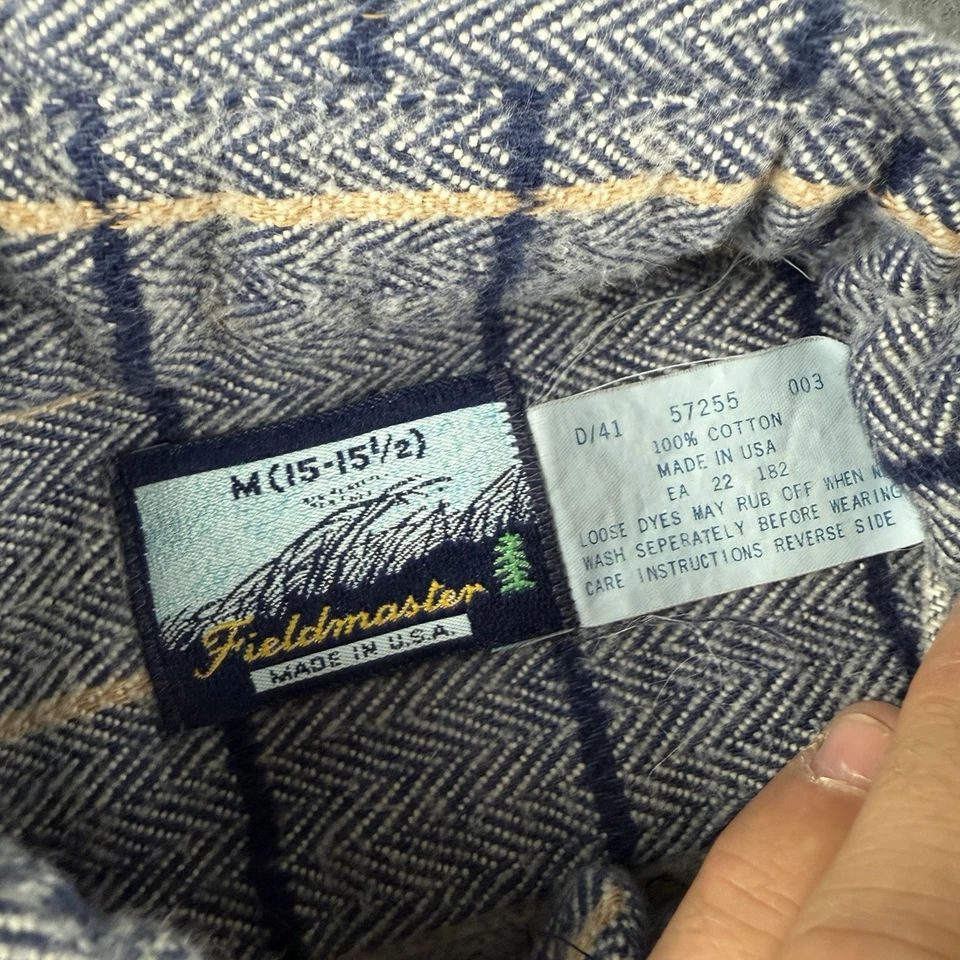 M (15-15½)
Fieldmaster
MADE IN U.S.A.
D/41 57255 003
100% COTTON
MADE IN USA
EA 22 182
LOOSE DYES MAY RUB OFF WHEN
WASH SEPERATELY BEFORE WEARING
CARE INSTRUCTIONS REVERSE SIDE